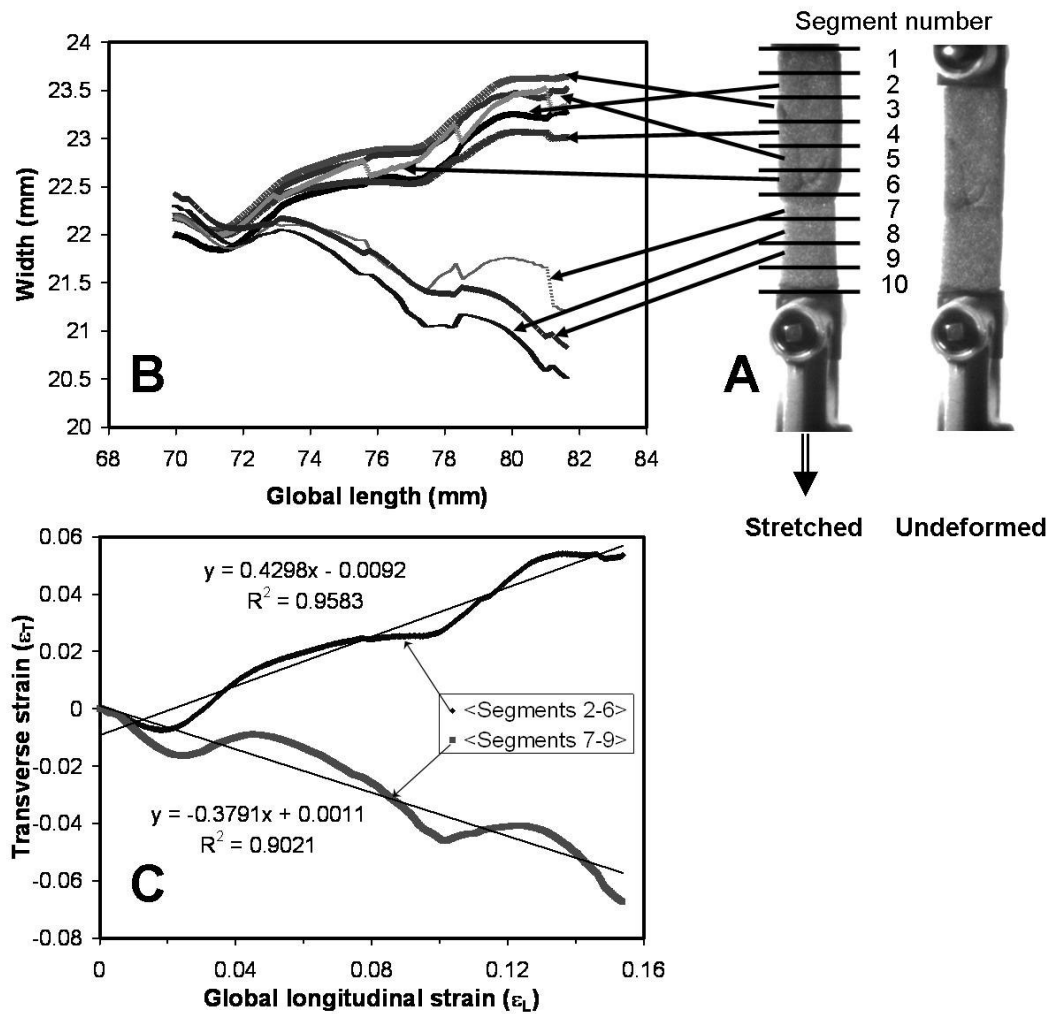 Segment number
1
2
3
4
5
6
7
8
9
10
A
Stretched Undeformed
24
23.5
23
22.5
22
21.5
21
20.5
20
Width (mm)
B
68 70 72 74 76 78 80 82 84
Global length (mm)
0.06
0.04
0.02
0
-0.02
-0.04
-0.06
-0.08
Transverse strain (εT)
y = 0.4298x - 0.0092
R2 = 0.9583
<Segments 2-6>
<Segments 7-9>
y = -0.3791x + 0.0011
R2 = 0.9021
C
0 0.04 0.08 0.12 0.16
Global longitudinal strain (εL)